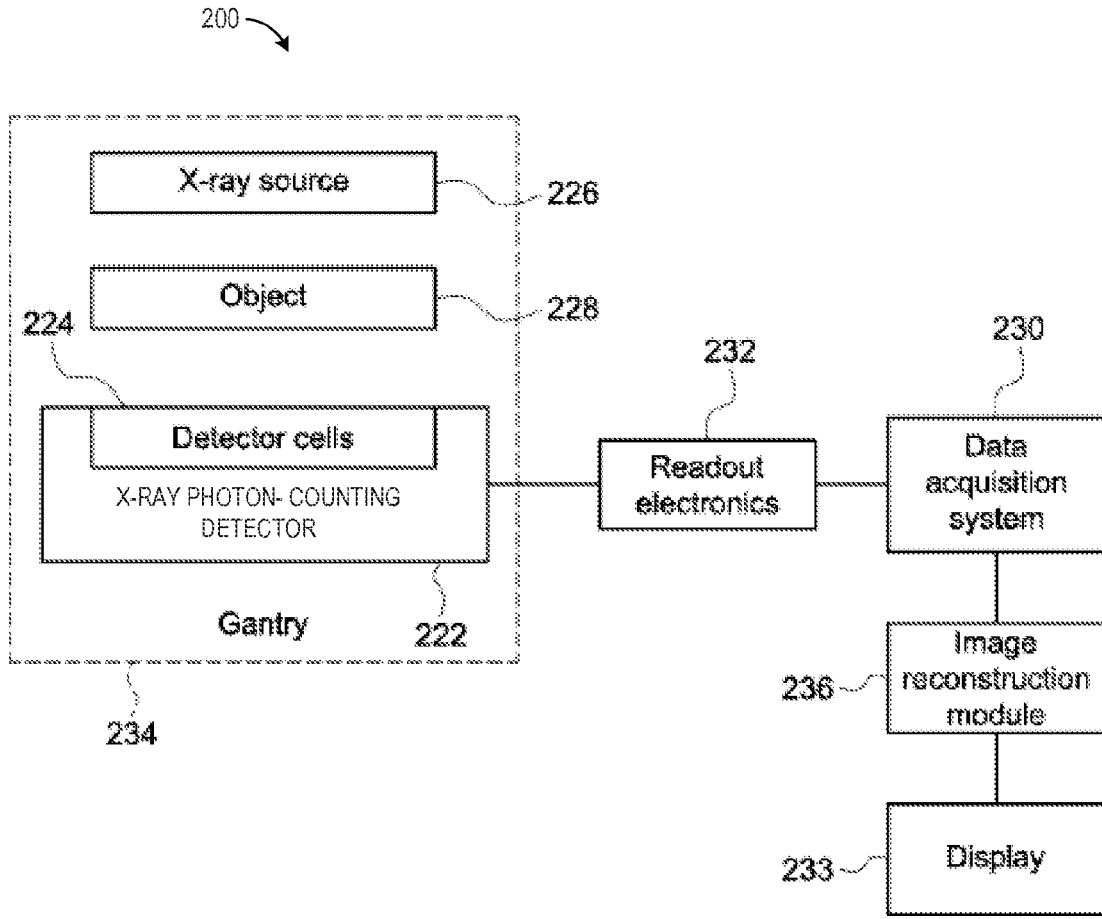 200
X-ray source
226
Object
228
224
Detector cells
X-RAY PHOTON- COUNTING
DETECTOR
222
Gantry
234
232
Readout
electronics
230
Data
acquisition
system
236
Image
reconstruction
module
233
Display